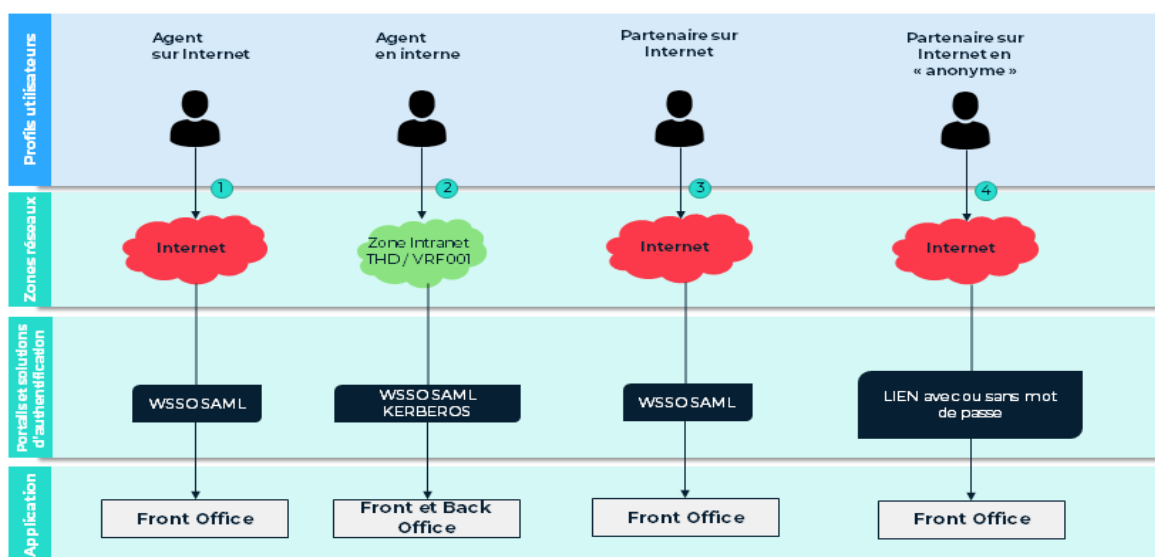 Profils utilisateurs
Agent
sur Internet
Agent
en interne
Partenaire sur
Internet
Partenaire sur
Internet en
« anonyme »
1
2
3
4
Zones réseaux
Internet
Zone Intranet
THD / VRF001
Internet
Internet
Portails et solutions
d'authentification
WSSO SAML
WSSO SAML
KERBEROS
WSSO SAML
LIEN avec ou sans mot
de passe
Application
Front Office
Front et Back
Office
Front Office
Front Office